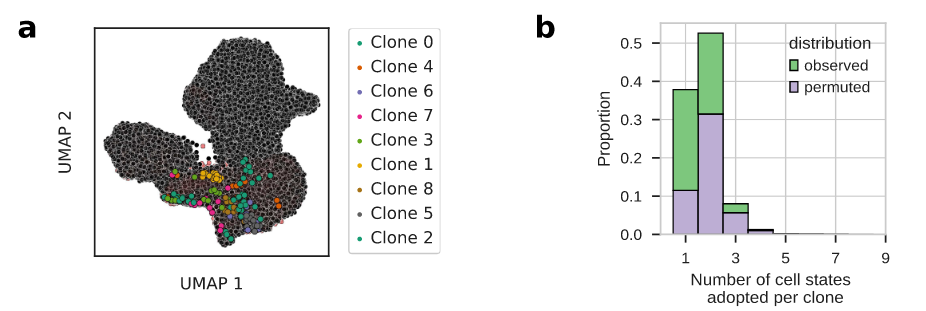 a
UMAP 2
UMAP 1
Clone 0
Clone 4
Clone 6
Clone 7
Clone 3
Clone 1
Clone 8
Clone 5
Clone 2
b
Proportion
0.5
0.4
0.3
0.2
0.1
0.0
distribution
observed
permuted
1 3 5 7 9
Number of cell states
adopted per clone